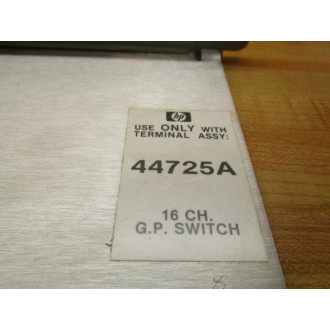 hp
USE ONLY WITH
TERMINAL ASSY:
44725A
16 CH.
G.P. SWITCH